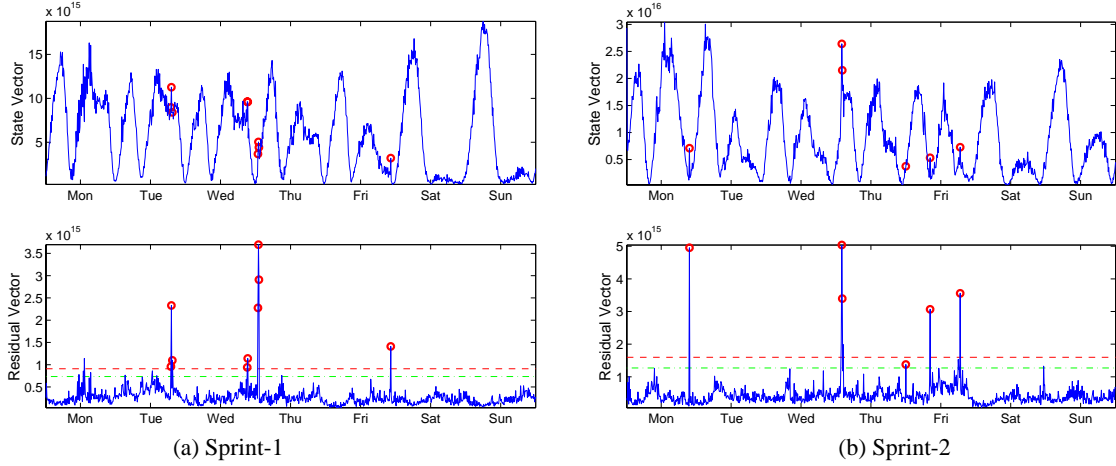 x 10^15
x 10^16
State Vector
15
10
5
Mon Tue Wed Thu Fri Sat Sun
State Vector
3
2.5
2
1.5
1
0.5
Mon Tue Wed Thu Fri Sat Sun
x 10^15
x 10^15
Residual Vector
3.5
3
2.5
2
1.5
1
0.5
Mon Tue Wed Thu Fri Sat Sun
Residual Vector
5
4
3
2
1
Mon Tue Wed Thu Fri Sat Sun
(a) Sprint-1
(b) Sprint-2